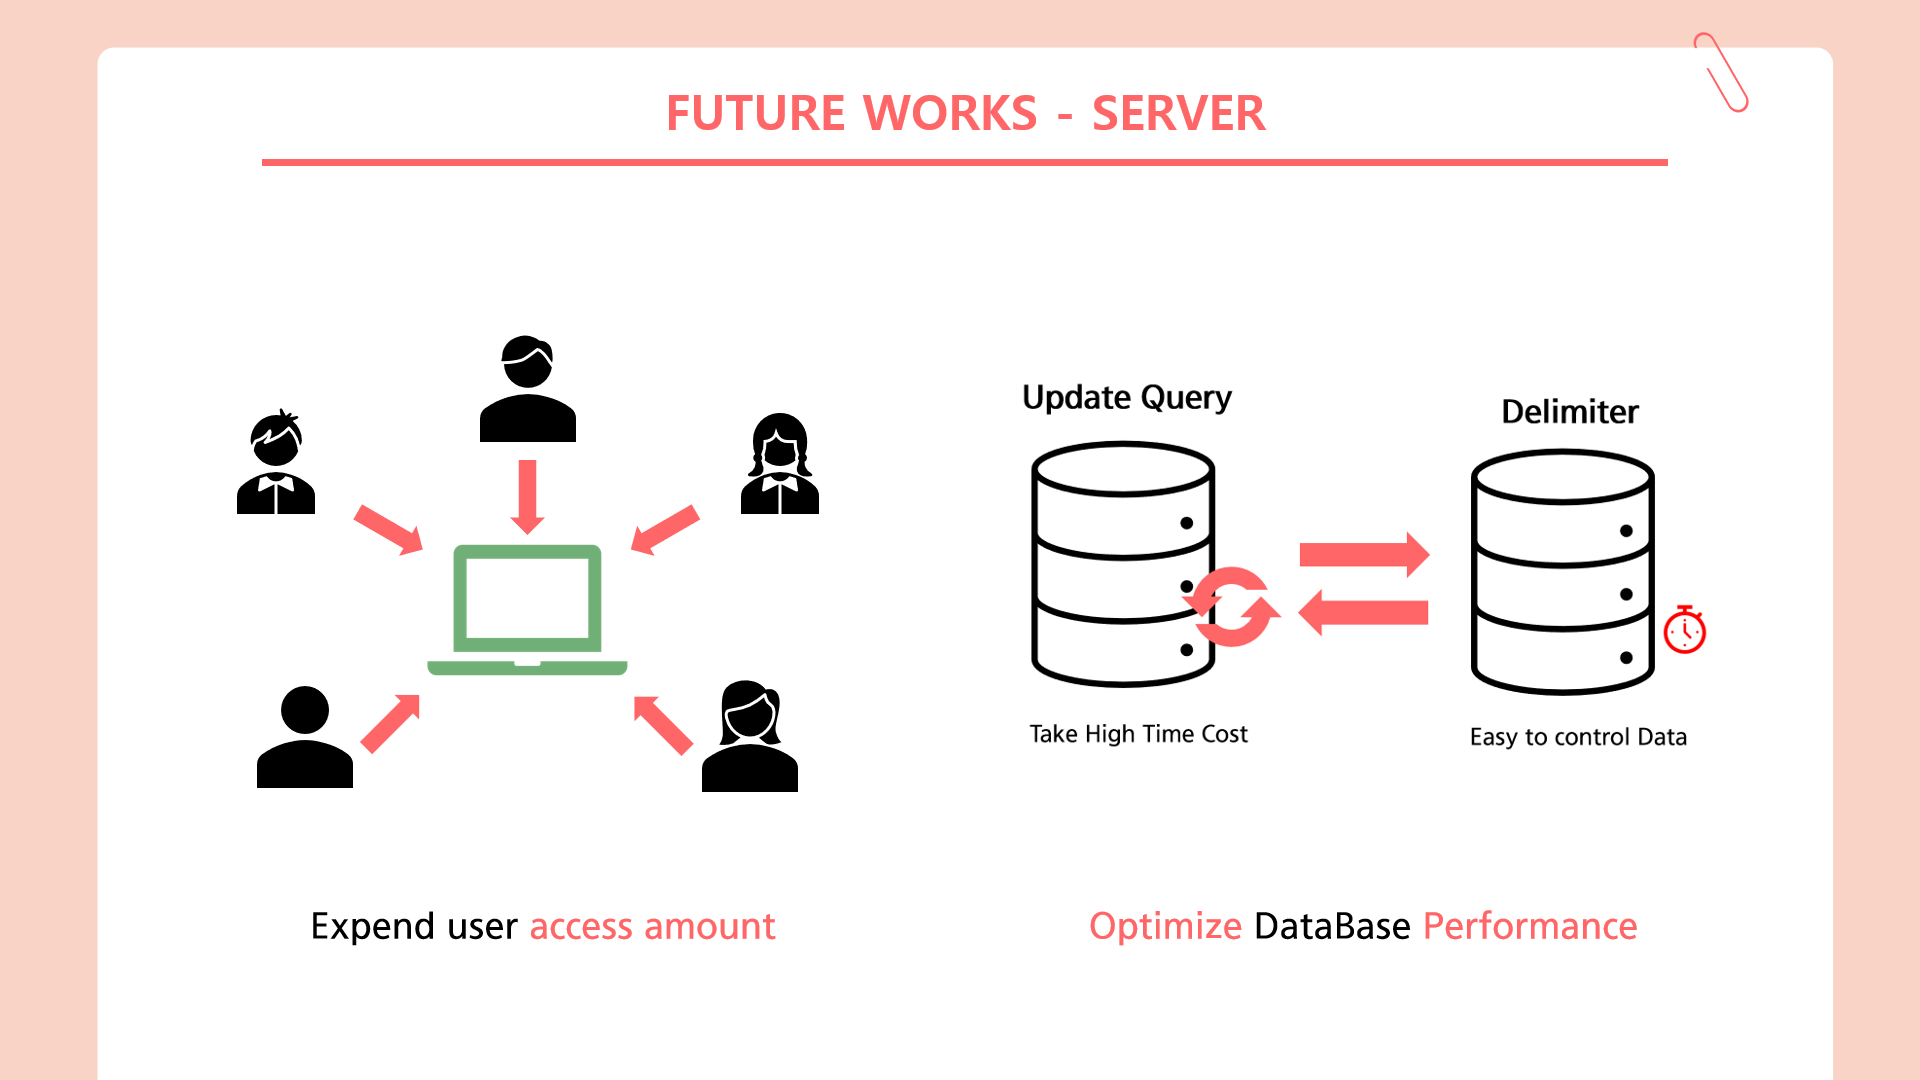 FUTURE WORKS - SERVER
Update Query
Delimiter
Take High Time Cost
Easy to control Data
Expend user access amount
Optimize DataBase Performance